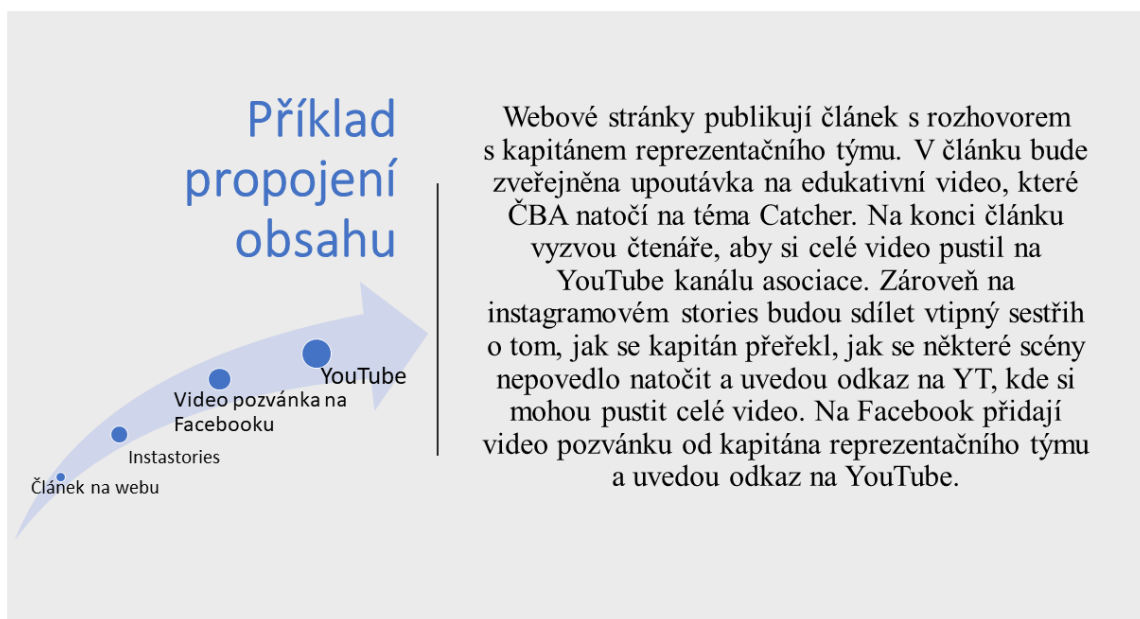 Příklad
propojení
obsahu
YouTube
Video pozvánka na
Facebooku
Instastories
Článek na webu
Webové stránky publikují článek s rozhovorem
s kapitánem reprezentačního týmu. V článku bude
zveřejněna upoutávka na edukativní video, které
ČBA natočí na téma Catcher. Na konci článku
vyzvou čtenáře, aby si celé video pustil na
YouTube kanálu asociace. Zároveň na
instagramovém stories budou sdílet vtipný sestřih
o tom, jak se kapitán přeřekl, jak se některé scény
nepovedlo natočit a uvedou odkaz na YT, kde si
mohou pustit celé video. Na Facebook přidají
video pozvánku od kapitána reprezentačního týmu
a uvedou odkaz na YouTube.